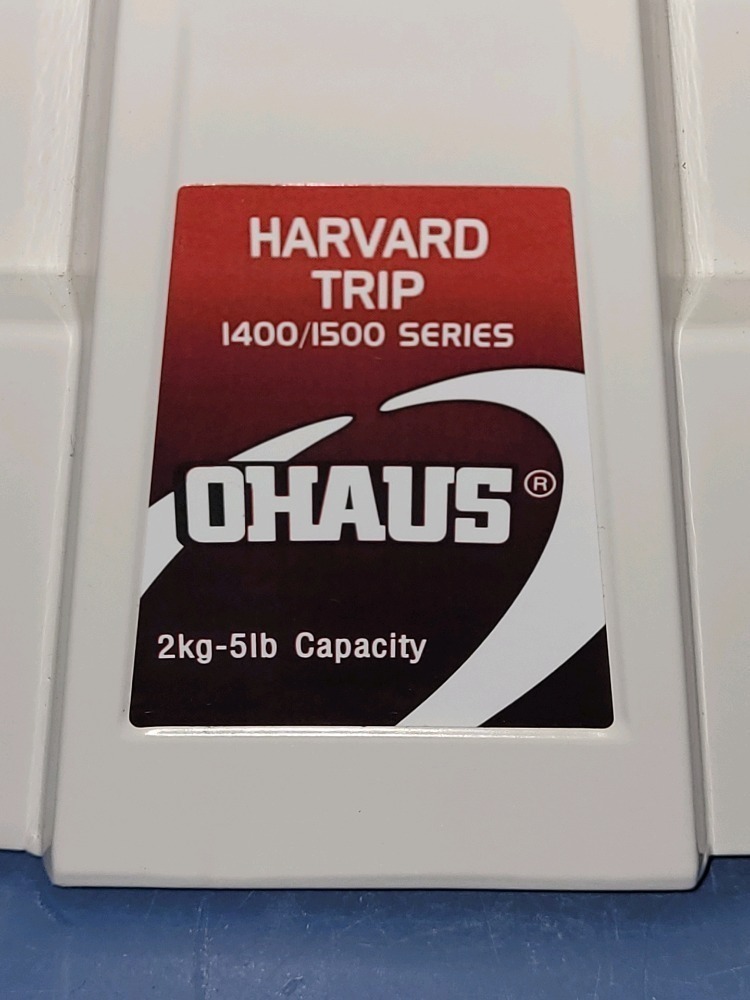 HARVARD
TRIP
1400/1500 SERIES
OHAUS®
2kg-5lb Capacity